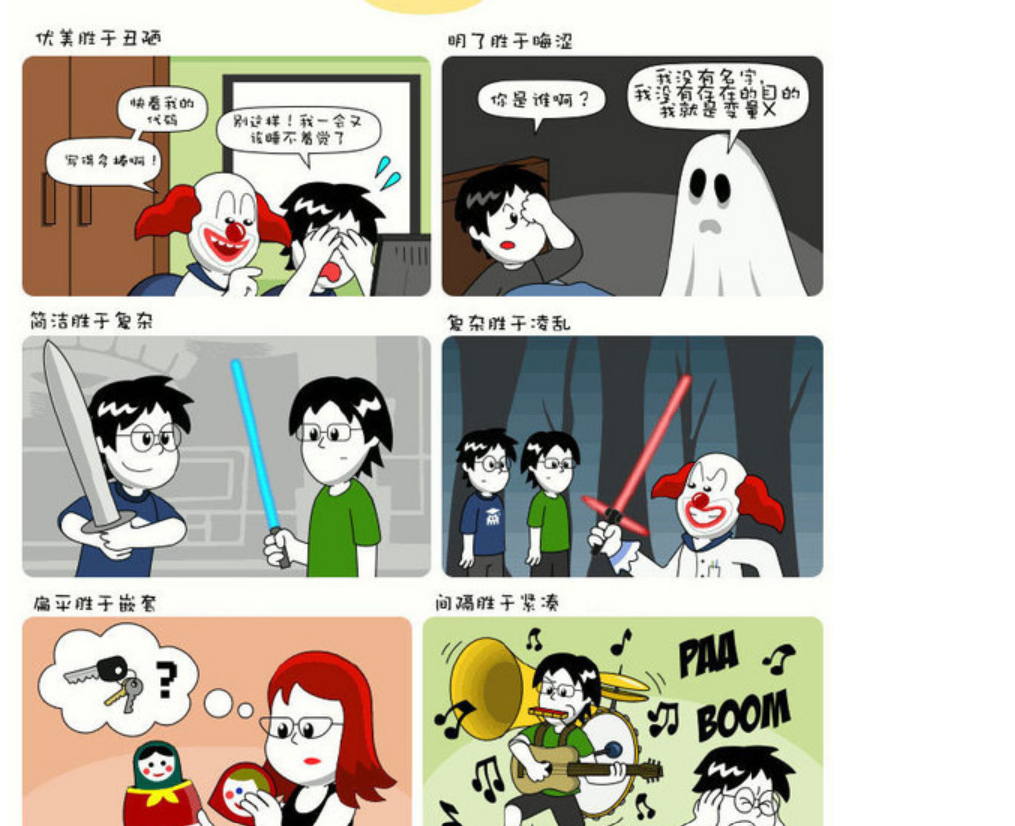 优美胜于丑陋
明了胜于晦涩
快看我的
代码
写得多棒啊！
别这样！我一会又
该睡不着觉了
你是谁啊？
我没有名字，
我没有存在的目的
我就是变量X
简洁胜于复杂
复杂胜于凌乱
扁平胜于嵌套
间隔胜于紧凑
?
PAA
BOOM